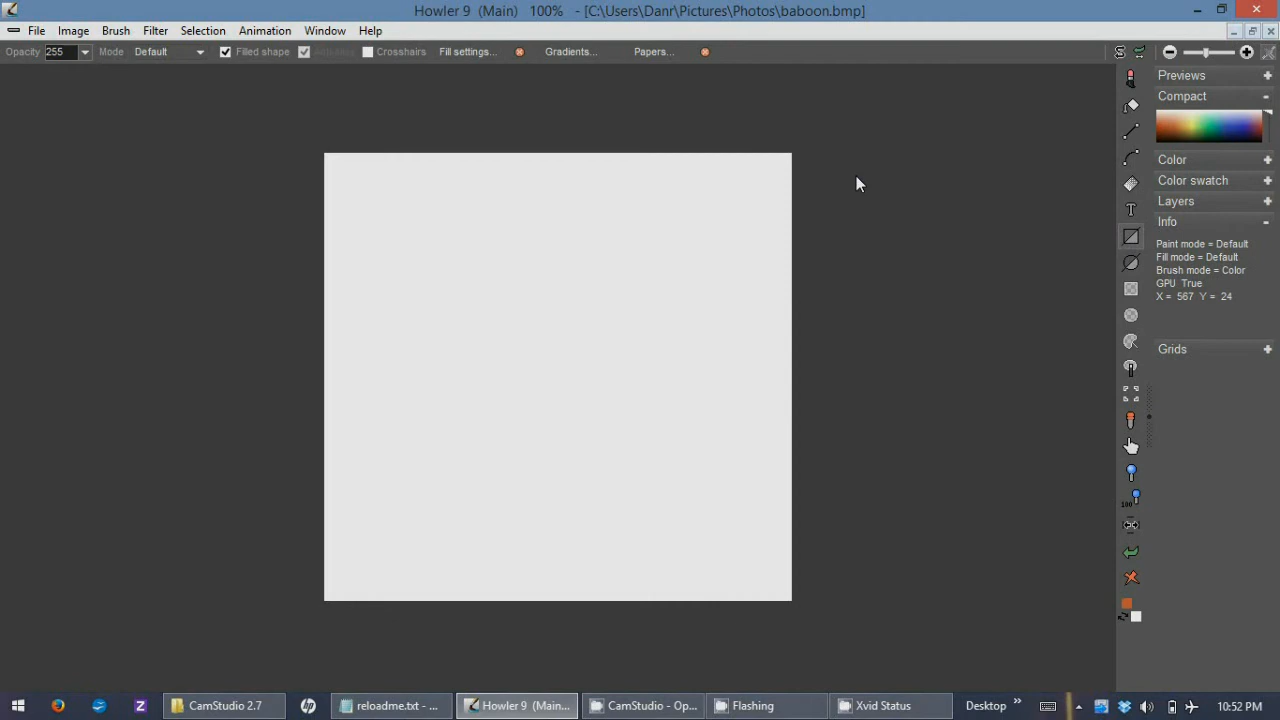 Howler 9 (Main) 100% - [C:\Users\Danr\Pictures\Photos\baboon.bmp]
File Image Brush Filter Selection Animation Window Help
Opacity 255 Mode Default Filled shape Crosshairs Fill settings... Gradients... Papers...
Previews
Compact
Color
Color swatch
Layers
Info
Paint mode = Default
Fill mode = Default
Brush mode = Color
GPU True
X = 567 Y = 24
Grids
T
100
CamStudio 2.7 reloadme.txt - ... Howler 9 (Main... CamStudio - Op... Flashing Xvid Status Desktop 10:52 PM